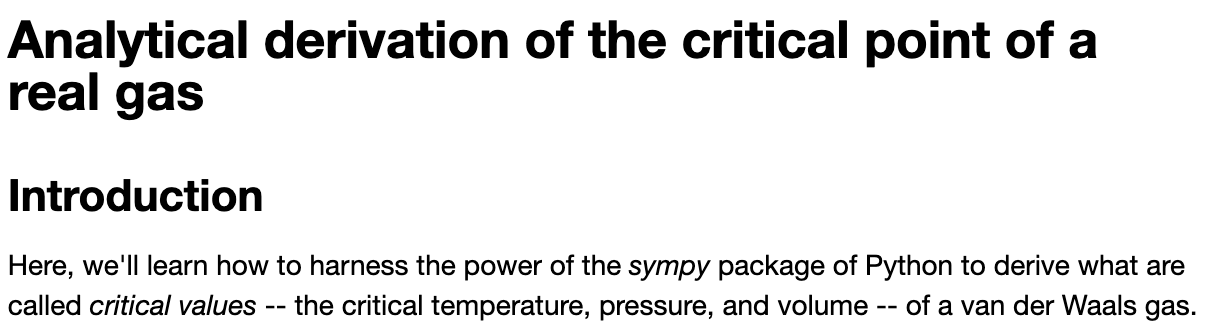 Analytical derivation of the critical point of a
real gas
Introduction
Here, we'll learn how to harness the power of the sympy package of Python to derive what are
called critical values -- the critical temperature, pressure, and volume -- of a van der Waals gas.